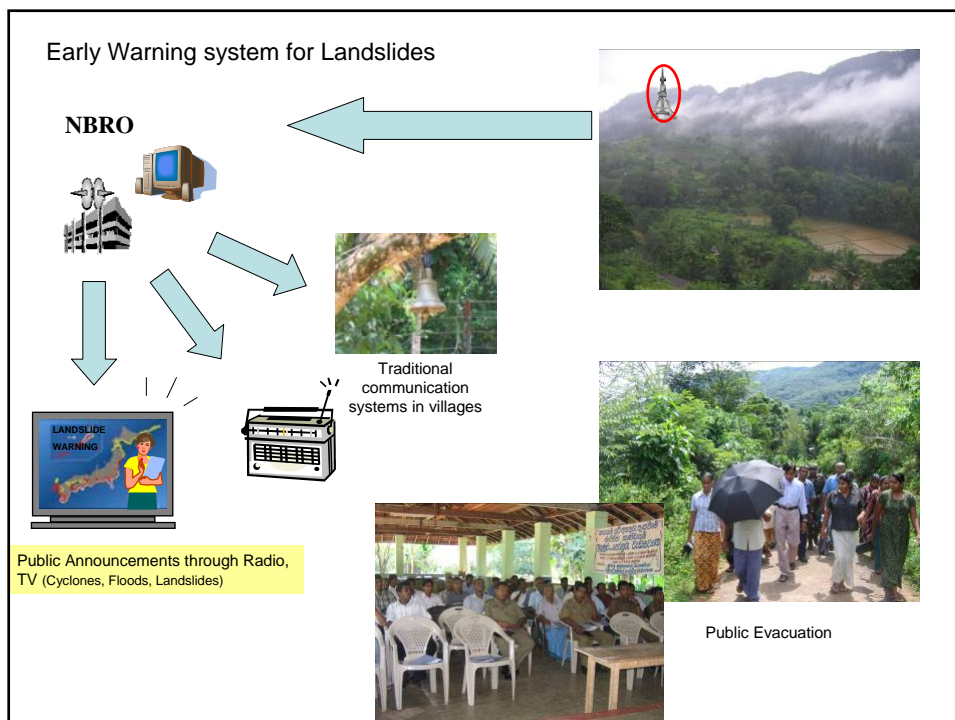 Early Warning system for Landslides
NBRO
Traditional
communication
systems in villages
LANDSLIDE
WARNING
Public Announcements through Radio,
TV (Cyclones, Floods, Landslides)
Public Evacuation